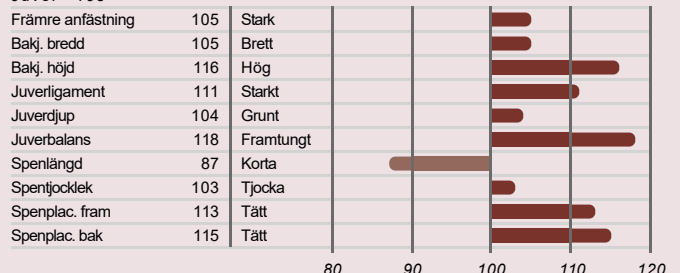 Främre anfästning 105 Stark
Bakj. bredd 105 Brett
Bakj. höjd 116 Hög
Juverligament 111 Starkt
Juverdjup 104 Grunt
Juverbalans 118 Framtungt
Spenlängd 87 Korta
Spentjocklek 103 Tjocka
Spenplac. fram 113 Tätt
Spenplac. bak 115 Tätt
80 90 100 110 120